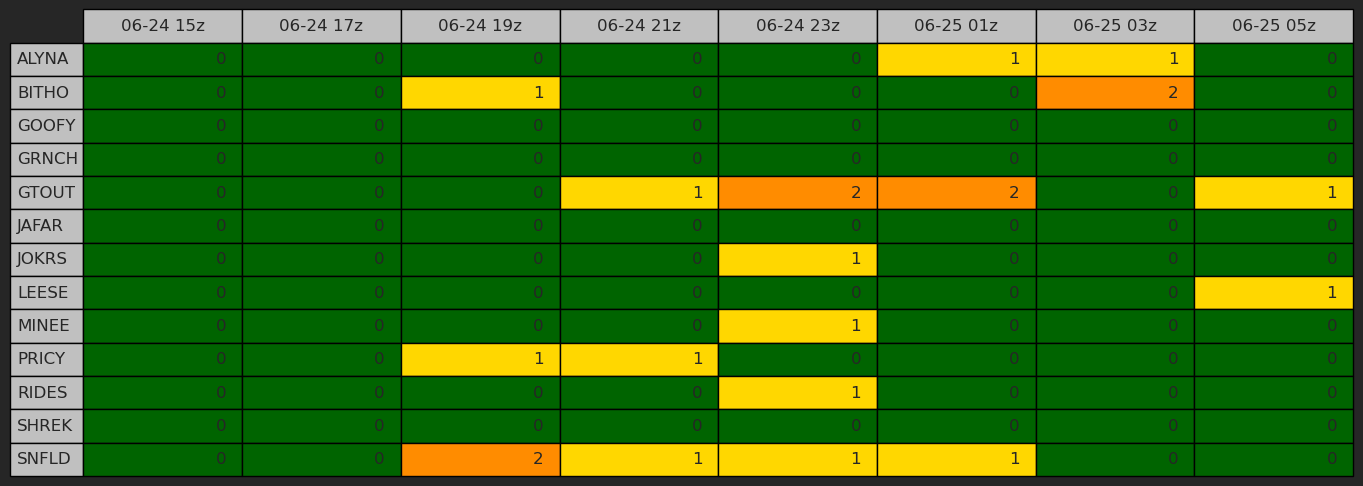 06-24 15z 06-24 17z 06-24 19z 06-24 21z 06-24 23z 06-25 01z 06-25 03z 06-25 05z
ALYNA 0 0 0 0 0 1 1 0
BITHO 0 0 1 0 0 0 2 0
GOOFY 0 0 0 0 0 0 0 0
GRNCH 0 0 0 0 0 0 0 0
GTOUT 0 0 0 1 2 2 0 1
JAFAR 0 0 0 0 0 0 0 0
JOKRS 0 0 0 0 1 0 0 0
LEESE 0 0 0 0 0 0 0 1
MINEE 0 0 0 0 1 0 0 0
PRICY 0 0 1 1 0 0 0 0
RIDES 0 0 0 0 1 0 0 0
SHREK 0 0 0 0 0 0 0 0
SNFLD 0 0 2 1 1 1 0 0